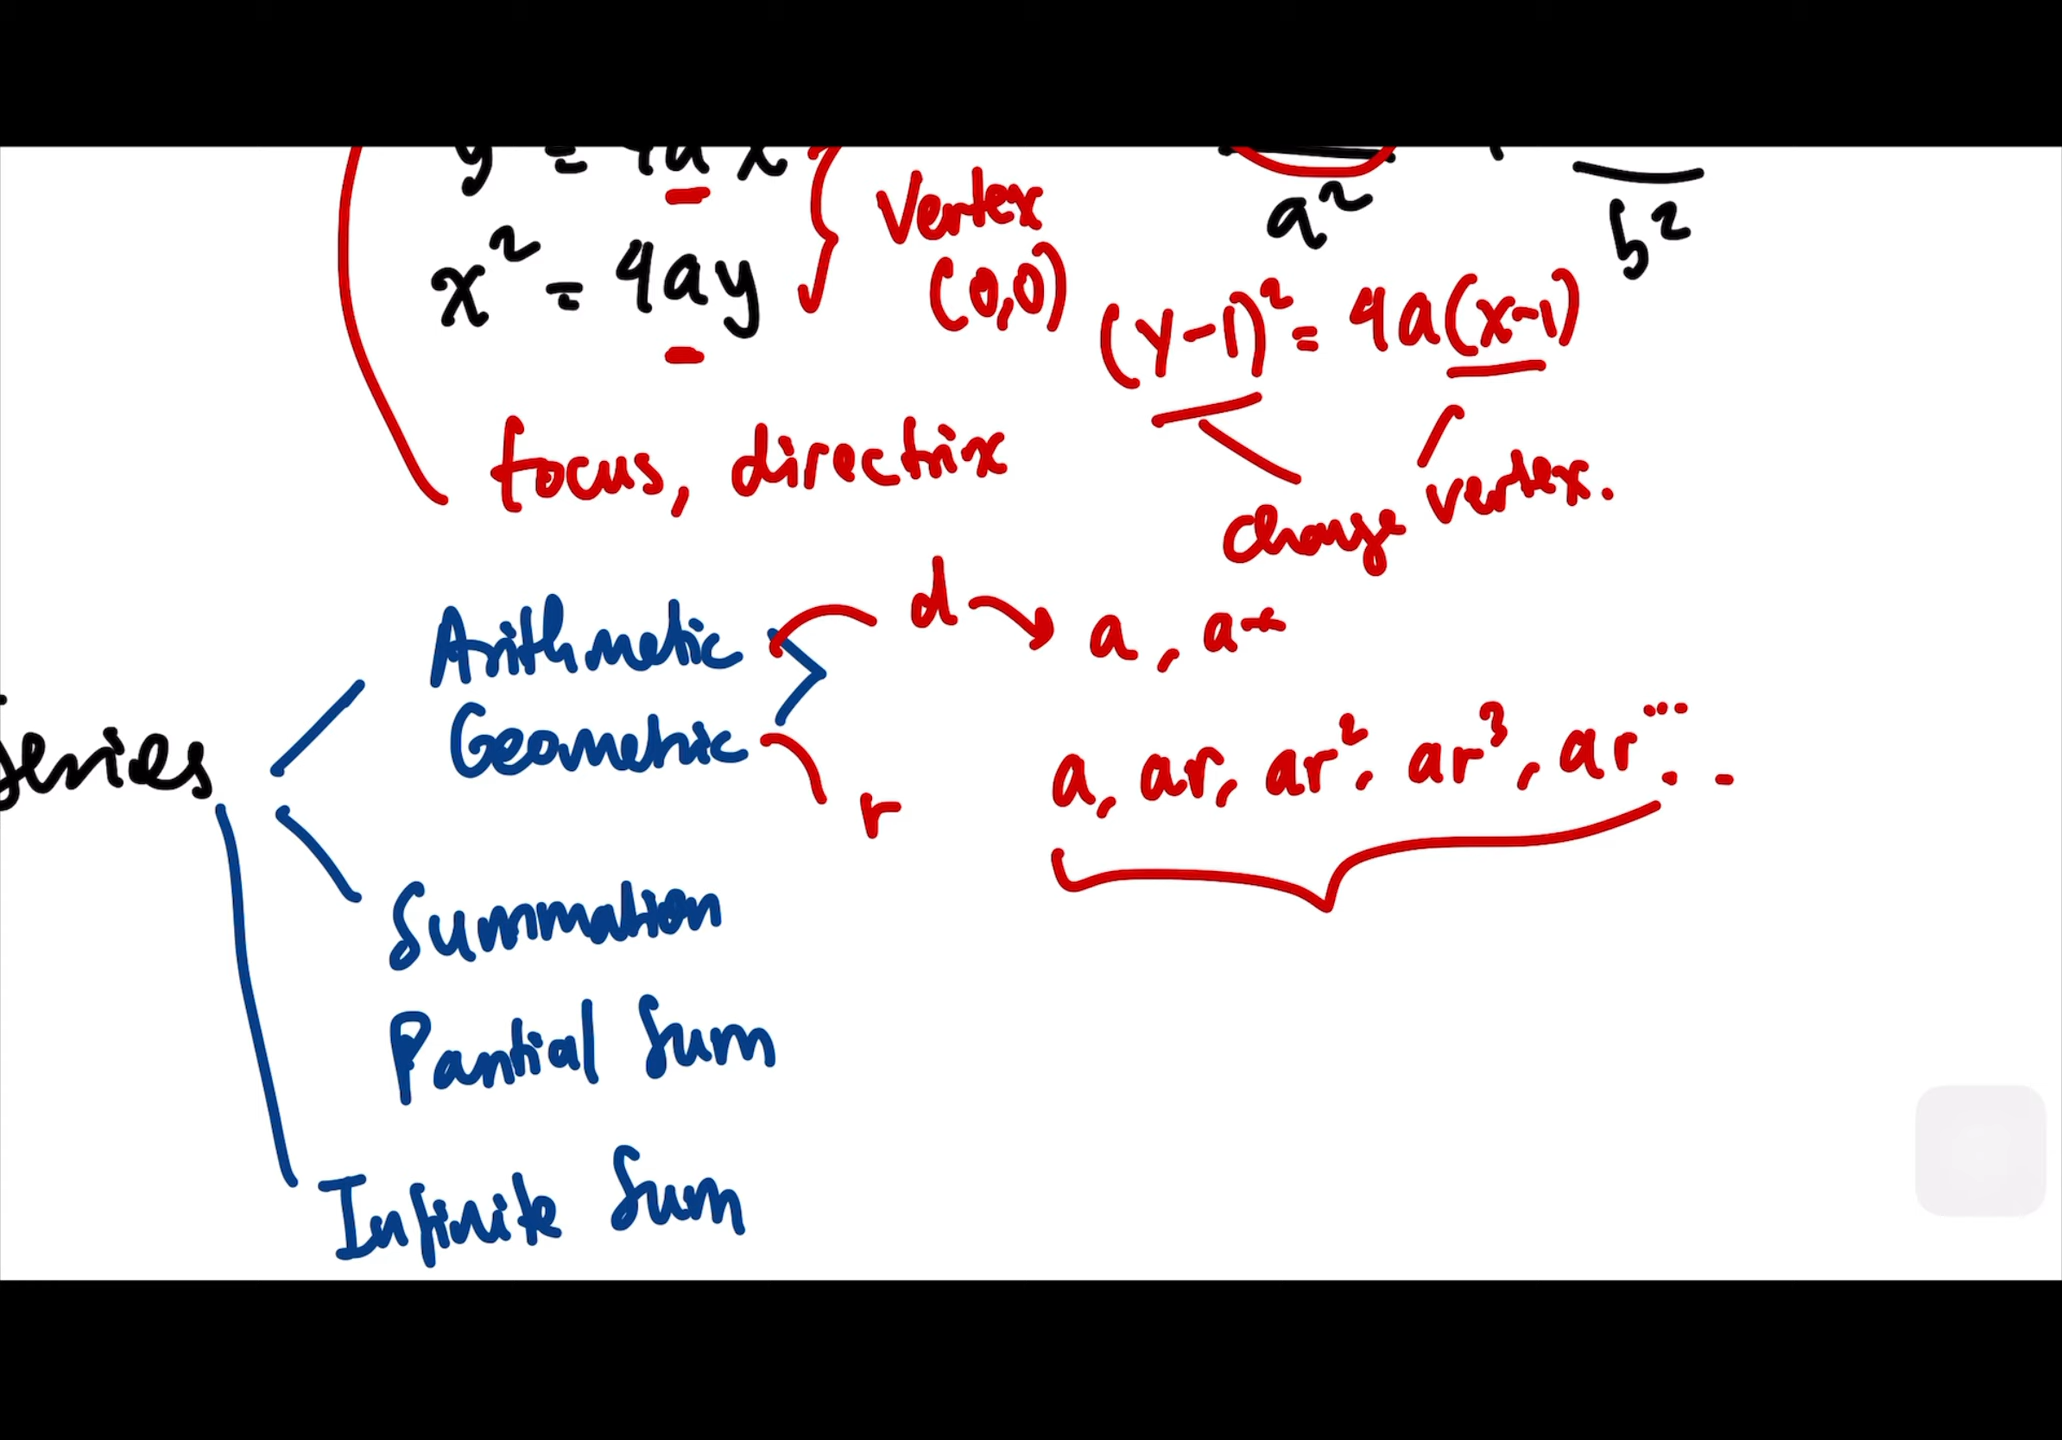 y = 4ax
x² = 4ay
Vertex
(0,0)
a²
b²
(y-1)² = 4a(x-1)
focus, directrix
change vertex.
Arithmetic
d → a, a+
Geometric
r
a, ar, ar², ar³, ar^... . .
Series
Summation
Partial Sum
Infinite Sum